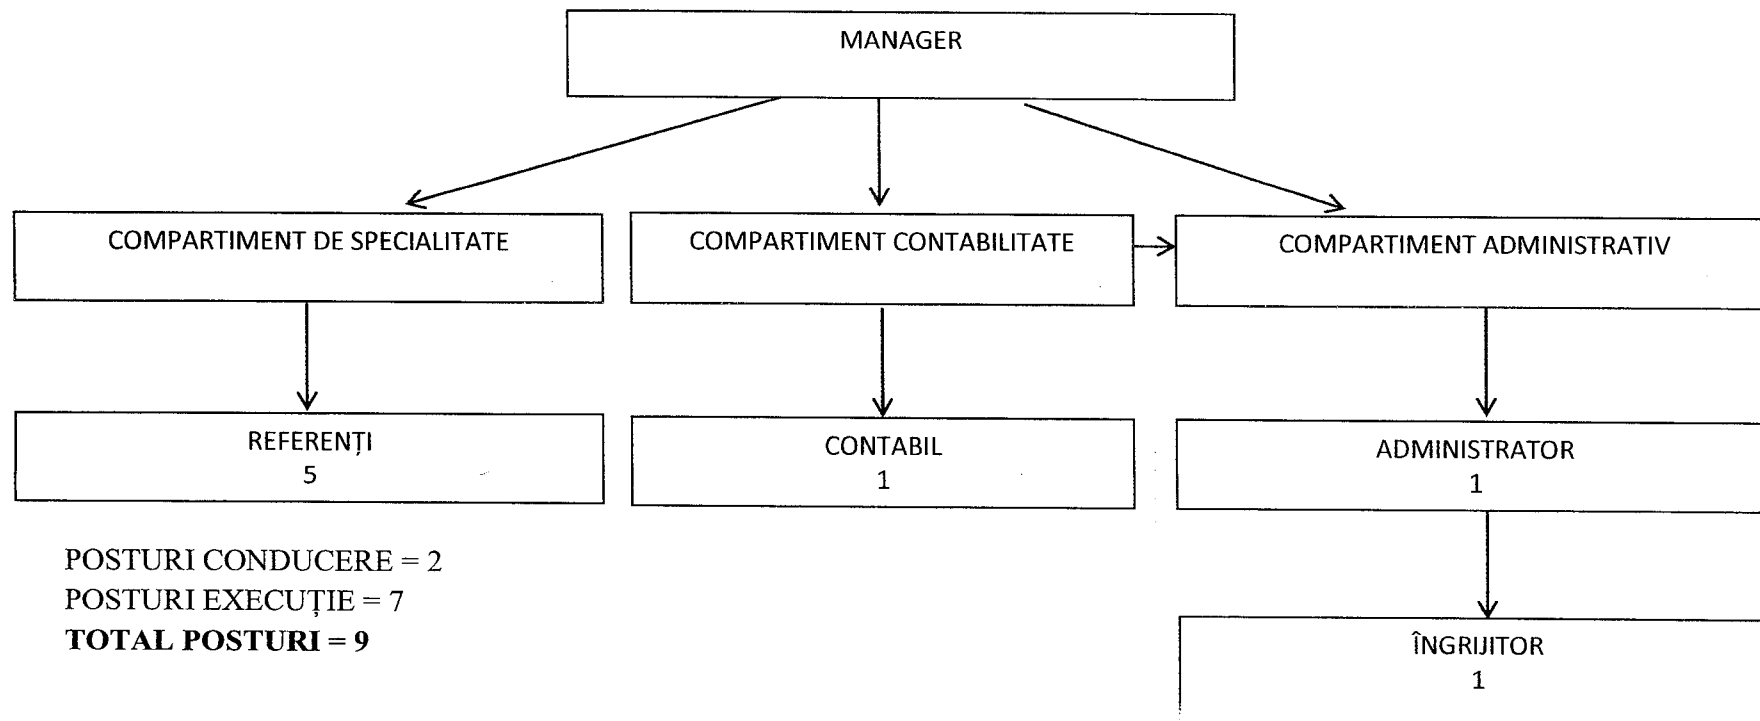 MANAGER
COMPARTIMENT DE SPECIALITATE
COMPARTIMENT CONTABILITATE
COMPARTIMENT ADMINISTRATIV
REFERENȚI
5
CONTABIL
1
ADMINISTRATOR
1
POSTURI CONDUCERE = 2
POSTURI EXECUȚIE = 7
TOTAL POSTURI = 9
ÎNGRIJITOR
1